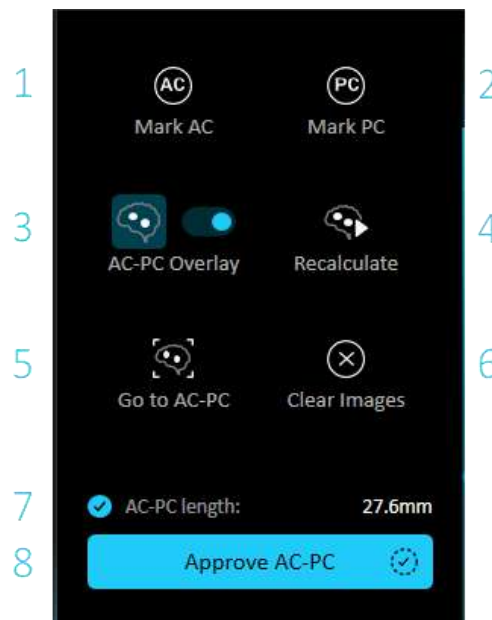 1 AC PC 2
Mark AC Mark PC
3 4
AC-PC Overlay Recalculate
5 6
Go to AC-PC Clear Images
7 AC-PC length: 27.6mm
8 Approve AC-PC